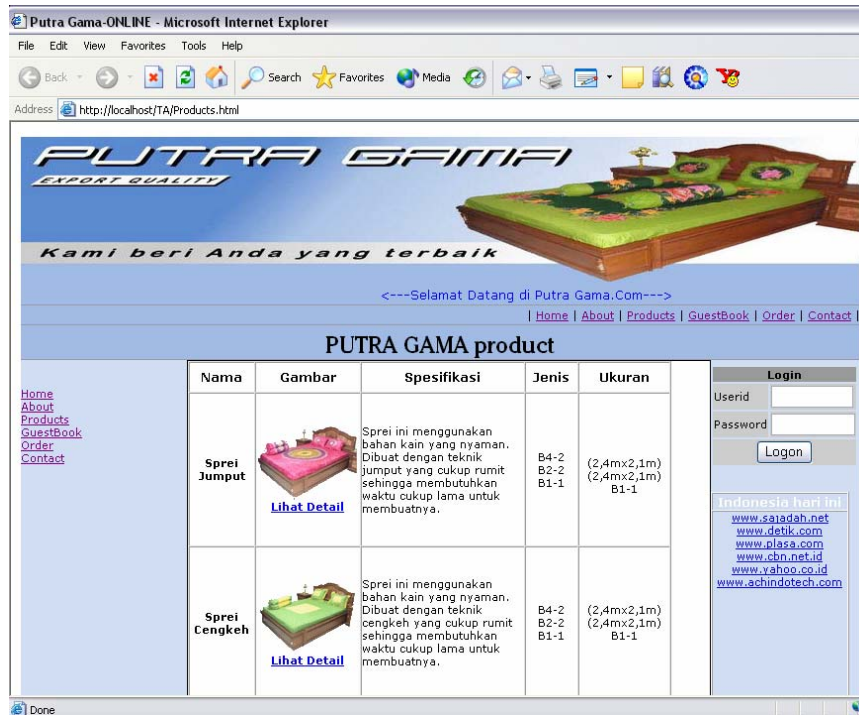 Putra Gama-ONLINE - Microsoft Internet Explorer
File Edit View Favorites Tools Help
Back Search Favorites Media
Address http://localhost/TA/Products.html
PUTRA GAMA
EXPORT QUALITY
Kami beri Anda yang terbaik
<---Selamat Datang di Putra Gama.Com--->
| Home | About | Products | GuestBook | Order | Contact |
PUTRA GAMA product
Home
About
Products
GuestBook
Order
Contact
Nama Gambar Spesifikasi Jenis Ukuran
Sprei
Jumput
Lihat Detail
Sprei ini menggunakan
bahan kain yang nyaman.
Dibuat dengan teknik
jumput yang cukup rumit
sehingga membutuhkan
waktu cukup lama untuk
membuatnya.
B4-2
B2-2
B1-1
(2,4mx2,1m)
(2,4mx2,1m)
B1-1
Sprei
Cengkeh
Lihat Detail
Sprei ini menggunakan
bahan kain yang nyaman.
Dibuat dengan teknik
cengkeh yang cukup rumit
sehingga membutuhkan
waktu cukup lama untuk
membuatnya.
B4-2
B2-2
B1-1
(2,4mx2,1m)
(2,4mx2,1m)
B1-1
Login
Userid
Password
Logon
Indonesia hari ini
www.sajadah.net
www.detik.com
www.plasa.com
www.cbn.net.id
www.yahoo.co.id
www.achindotech.com
Done